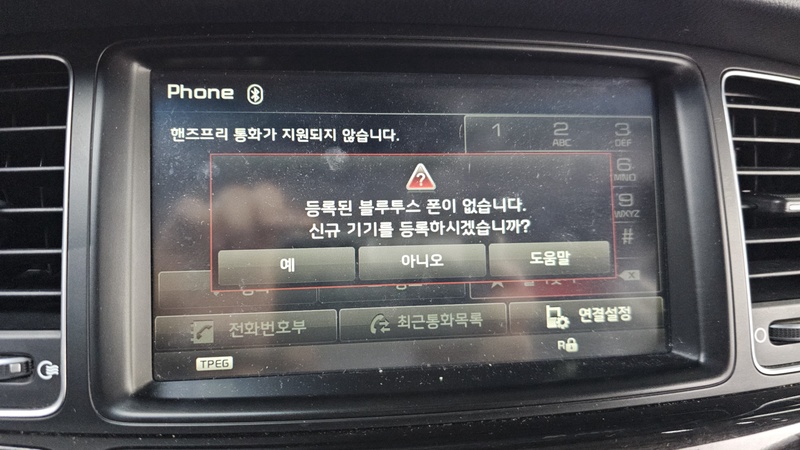 Phone
핸즈프리 통화가 지원되지 않습니다.
1 2 ABC 3 DEF
?
등록된 블루투스 폰이 없습니다.
신규 기기를 등록하시겠습니까?
6 MNO
9 WXYZ
#
예 아니오 도움말
전화번호부 최근통화목록 연결설정
TPEG R